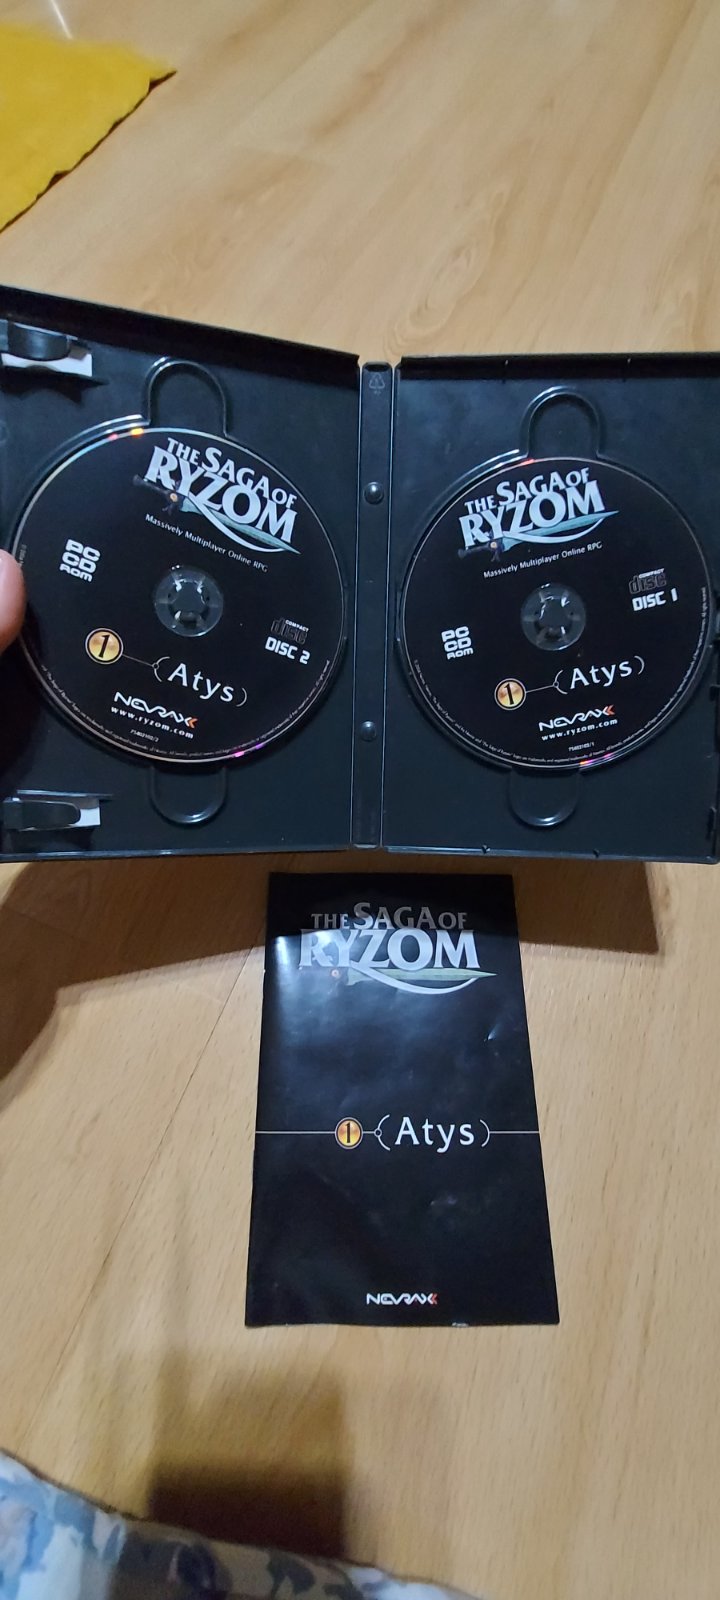 THE SAGA OF
RYZOM
Massively Multiplayer Online RPG
PC
CD
ROM
COMPACT
disc
DISC 2
1
(Atys)
NEVRAX
www.ryzom.com
THE SAGA OF
RYZOM
Massively Multiplayer Online RPG
COMPACT
disc
DISC 1
PC
CD
ROM
1
(Atys)
NEVRAX
www.ryzom.com
THE SAGA OF
RYZOM
1
(Atys)
NEVRAX